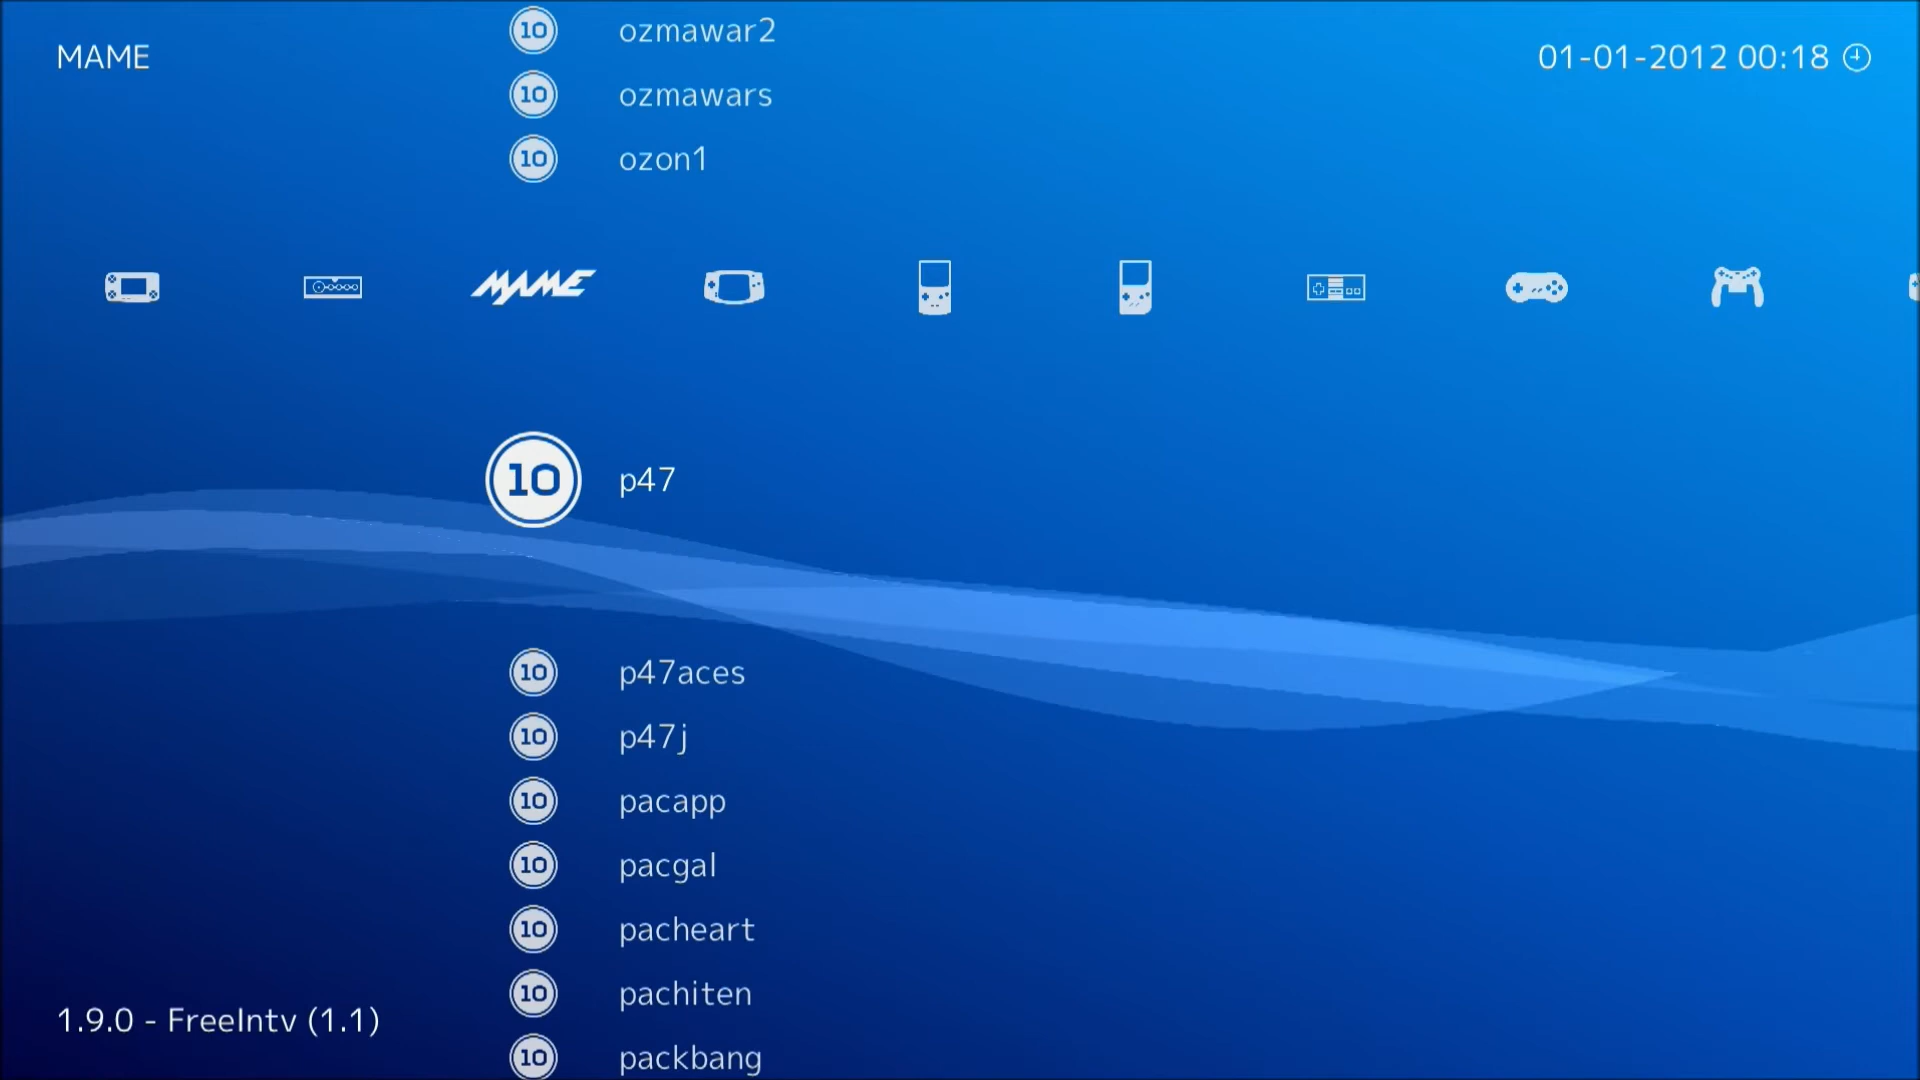 MAME
01-01-2012 00:18
10 ozmawar2
10 ozmawars
10 ozon1
MAME
10 p47
10 p47aces
10 p47j
10 pacapp
10 pacgal
10 pacheart
10 pachiten
10 packbang
1.9.0 - FreeIntv (1.1)